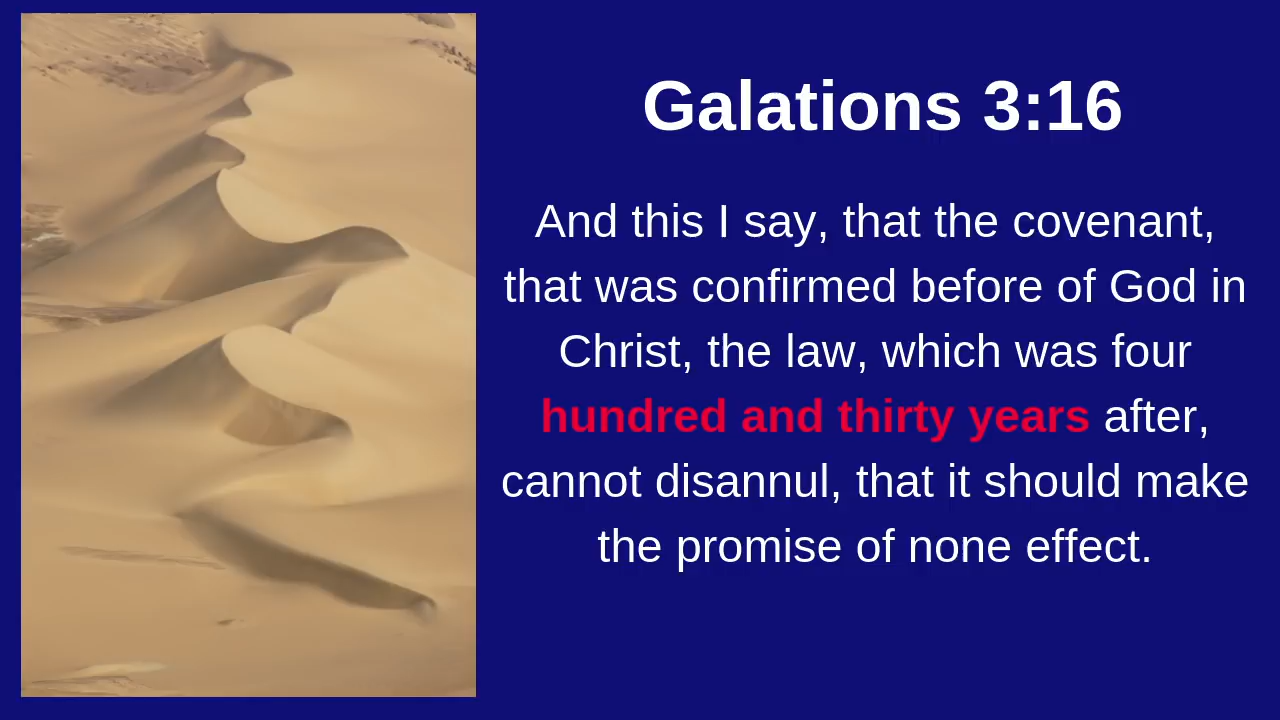 Galations 3:16
And this I say, that the covenant,
that was confirmed before of God in
Christ, the law, which was four
hundred and thirty years after,
cannot disannul, that it should make
the promise of none effect.